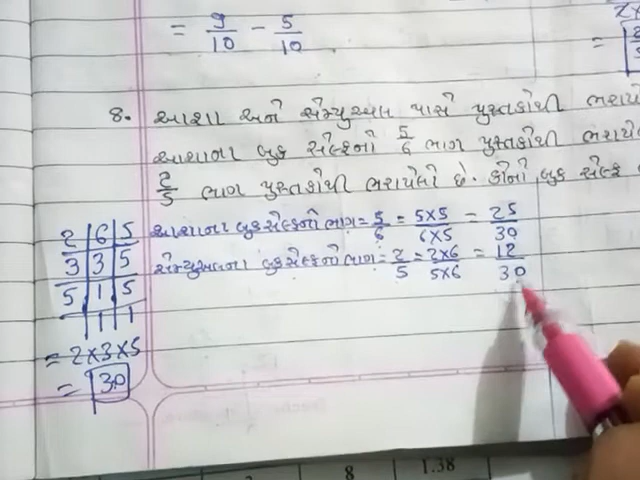 = 9/10 - 5/10
8. આશા અને સેમ્યુઅલ પાસે પુસ્તકોથી ભરાયે
આશાના બુક સેલ્ફનો 5/6 ભાગ પુસ્તકોથી ભરાયેલ
2/5 ભાગ પુસ્તકોથી ભરાયેલો છે. કોનો બુક સેલ્ફ
આશાના બુકસેલ્ફનો ભાગ = 5/6 = 5×5/6×5 = 25/30
સેમ્યુઅલના બુકસેલ્ફનો ભાગ = 2/5 = 2×6/5×6 = 12/30
2 6 5
3 3 5
5 1 5
1 1
= 2×3×5
= 30
8 1.38